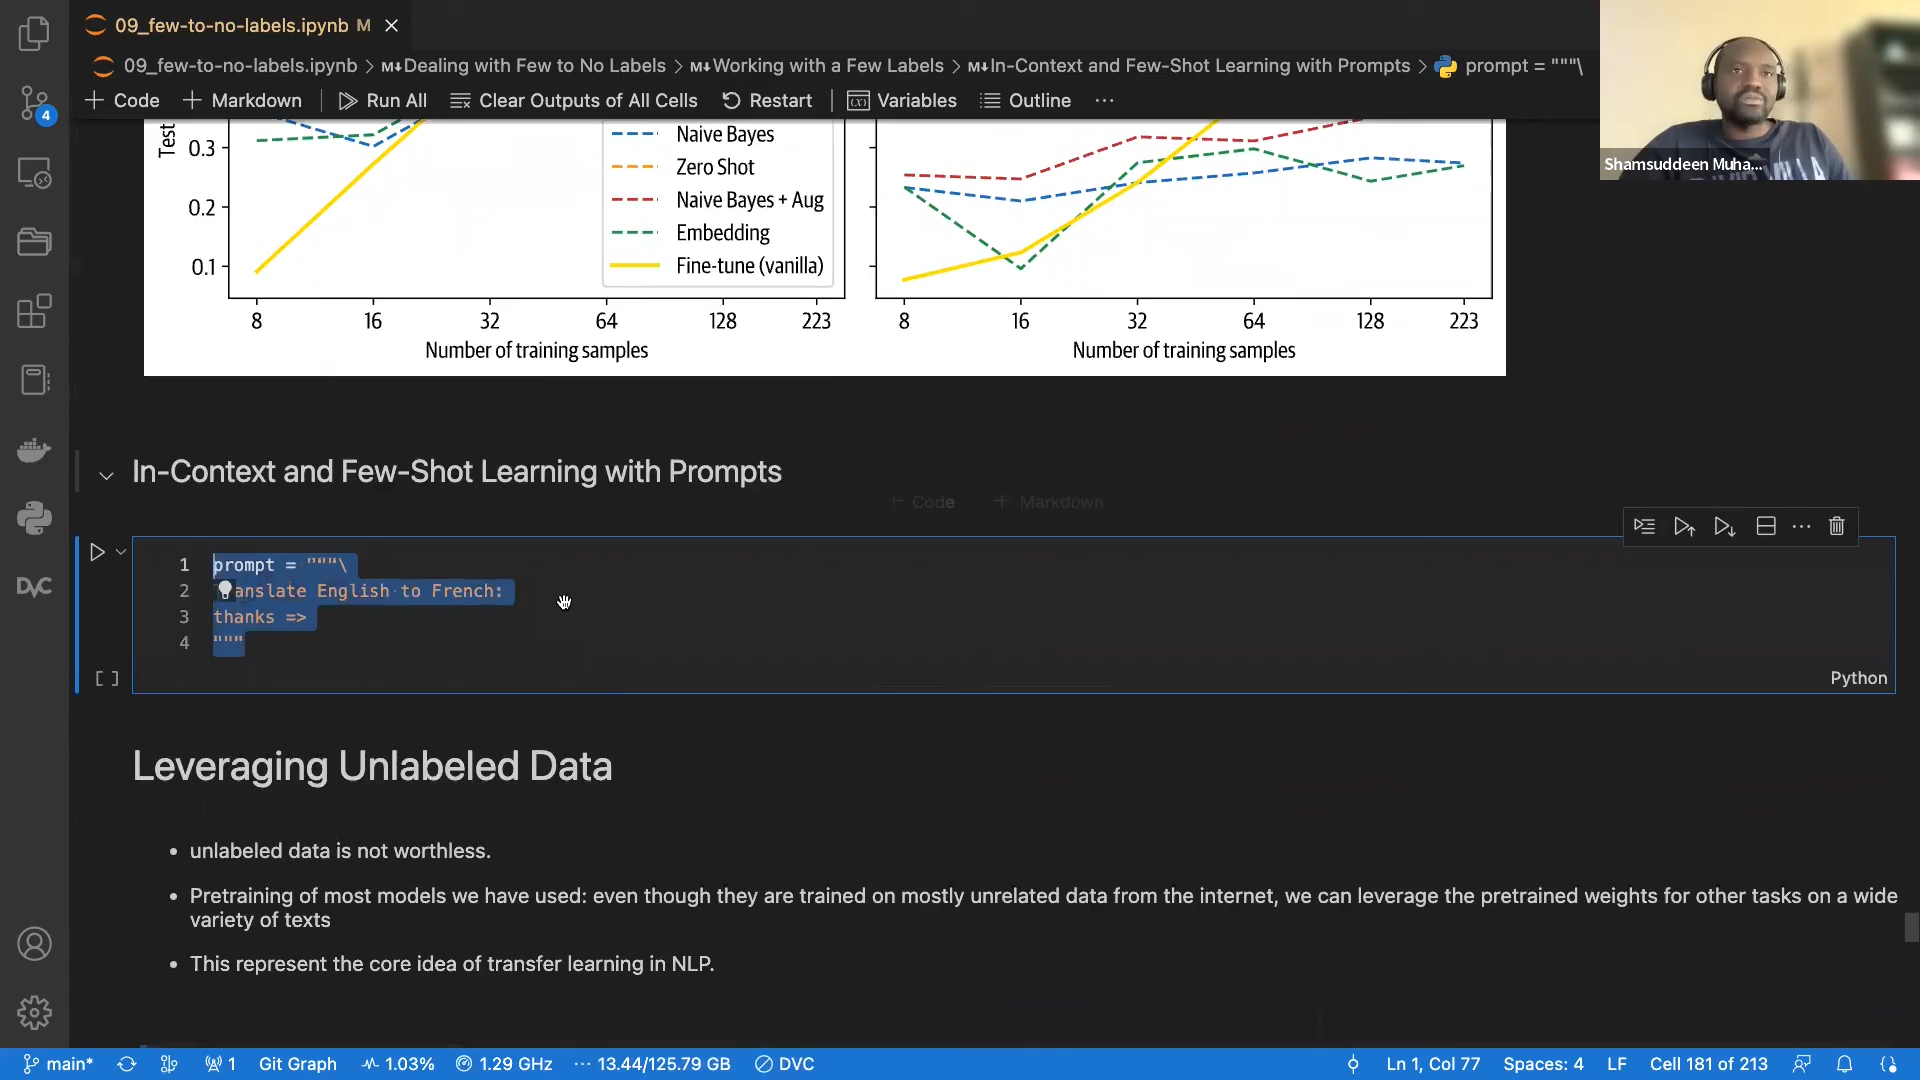 09_few-to-no-labels.ipynb M
09_few-to-no-labels.ipynb > M↓Dealing with Few to No Labels > M↓Working with a Few Labels > M↓In-Context and Few-Shot Learning with Prompts > prompt = """\
+ Code + Markdown Run All Clear Outputs of All Cells Restart Variables Outline ...
4
Shamsuddeen Muha...
Test
0.3
0.2
0.1
Naive Bayes
Zero Shot
Naive Bayes + Aug
Embedding
Fine-tune (vanilla)
8 16 32 64 128 223
8 16 32 64 128 223
Number of training samples
Number of training samples
In-Context and Few-Shot Learning with Prompts
+ Code + Markdown
1 prompt = """\
2 anslate English to French:
3 thanks =>
4 """
[ ]
Python
DVC
Leveraging Unlabeled Data
• unlabeled data is not worthless.
• Pretraining of most models we have used: even though they are trained on mostly unrelated data from the internet, we can leverage the pretrained weights for other tasks on a wide
variety of texts
• This represent the core idea of transfer learning in NLP.
main* 1 Git Graph 1.03% 1.29 GHz ... 13.44/125.79 GB DVC Ln 1, Col 77 Spaces: 4 LF Cell 181 of 213